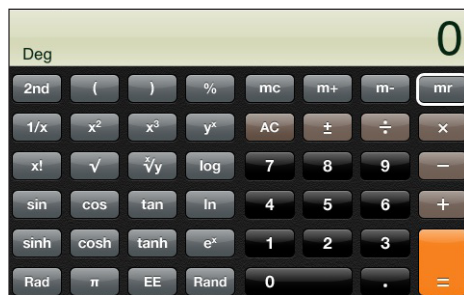 0
Deg
2nd ( ) % mc m+ m- mr
1/x x² x³ yˣ AC ± ÷ ×
x! √ ˣ√y log 7 8 9 −
sin cos tan ln 4 5 6 +
sinh cosh tanh eˣ 1 2 3
Rad π EE Rand 0 . =